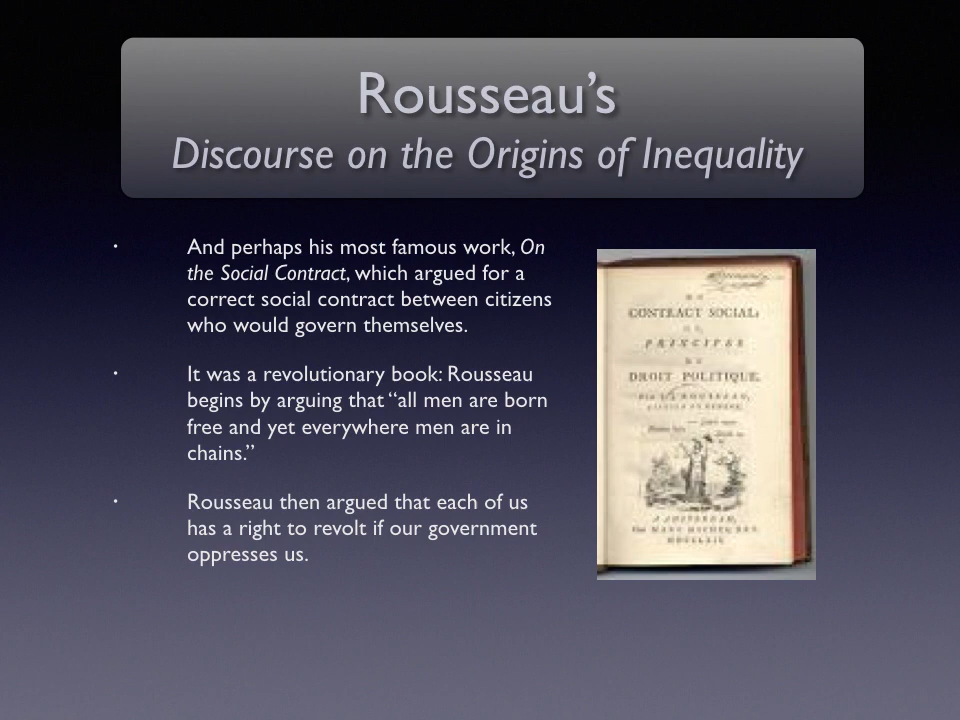 Rousseau’s
Discourse on the Origins of Inequality
· And perhaps his most famous work, On
the Social Contract, which argued for a
correct social contract between citizens
who would govern themselves.
· It was a revolutionary book: Rousseau
begins by arguing that “all men are born
free and yet everywhere men are in
chains.”
· Rousseau then argued that each of us
has a right to revolt if our government
oppresses us.
CONTRACT SOCIAL;
PRINCIPES
DROIT POLITIQUE.
ROUSSEAU,
A AMSTERDAM,